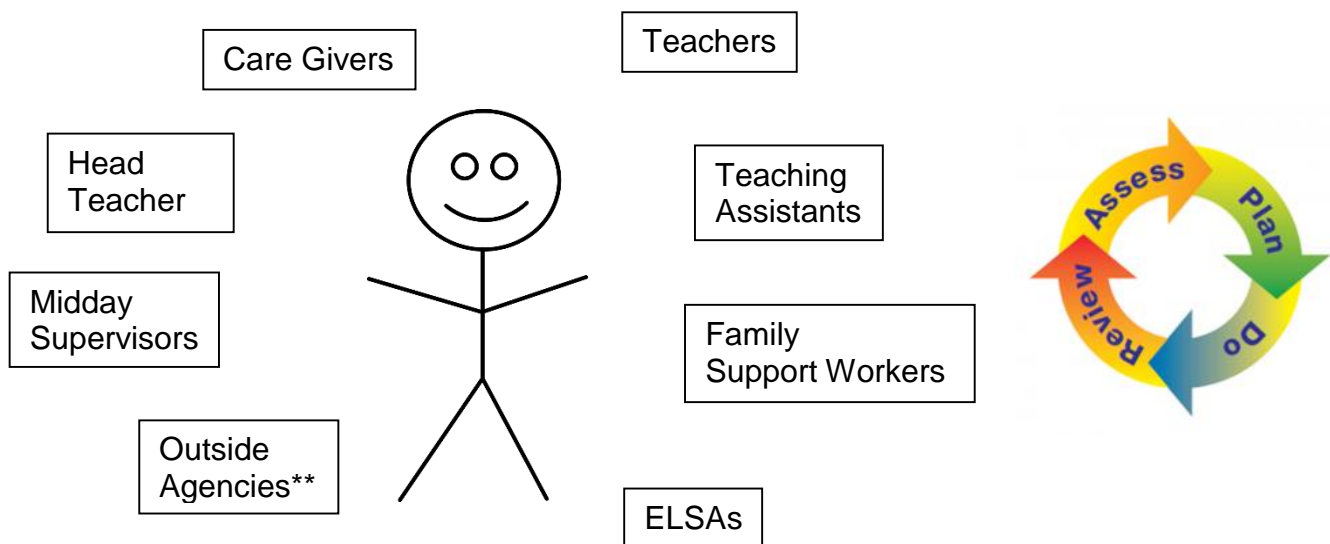 Care Givers
Teachers
Head
Teacher
Teaching
Assistants
Midday
Supervisors
Family
Support Workers
Outside
Agencies**
ELSAs
Assess
Plan
Do
Review